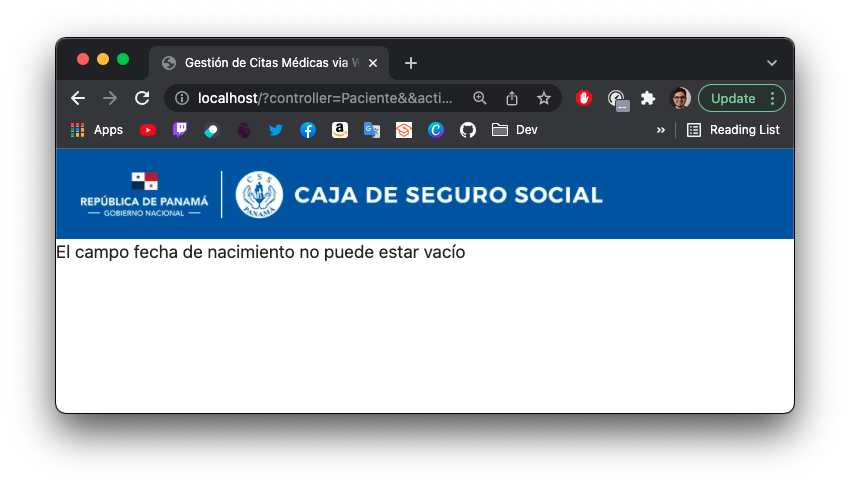 Gestión de Citas Médicas via W
localhost/?controller=Paciente&&acti...
Update
Apps
Dev
»
Reading List
REPÚBLICA DE PANAMÁ
— GOBIERNO NACIONAL —
CSS
PANAMÁ
CAJA DE SEGURO SOCIAL
El campo fecha de nacimiento no puede estar vacío